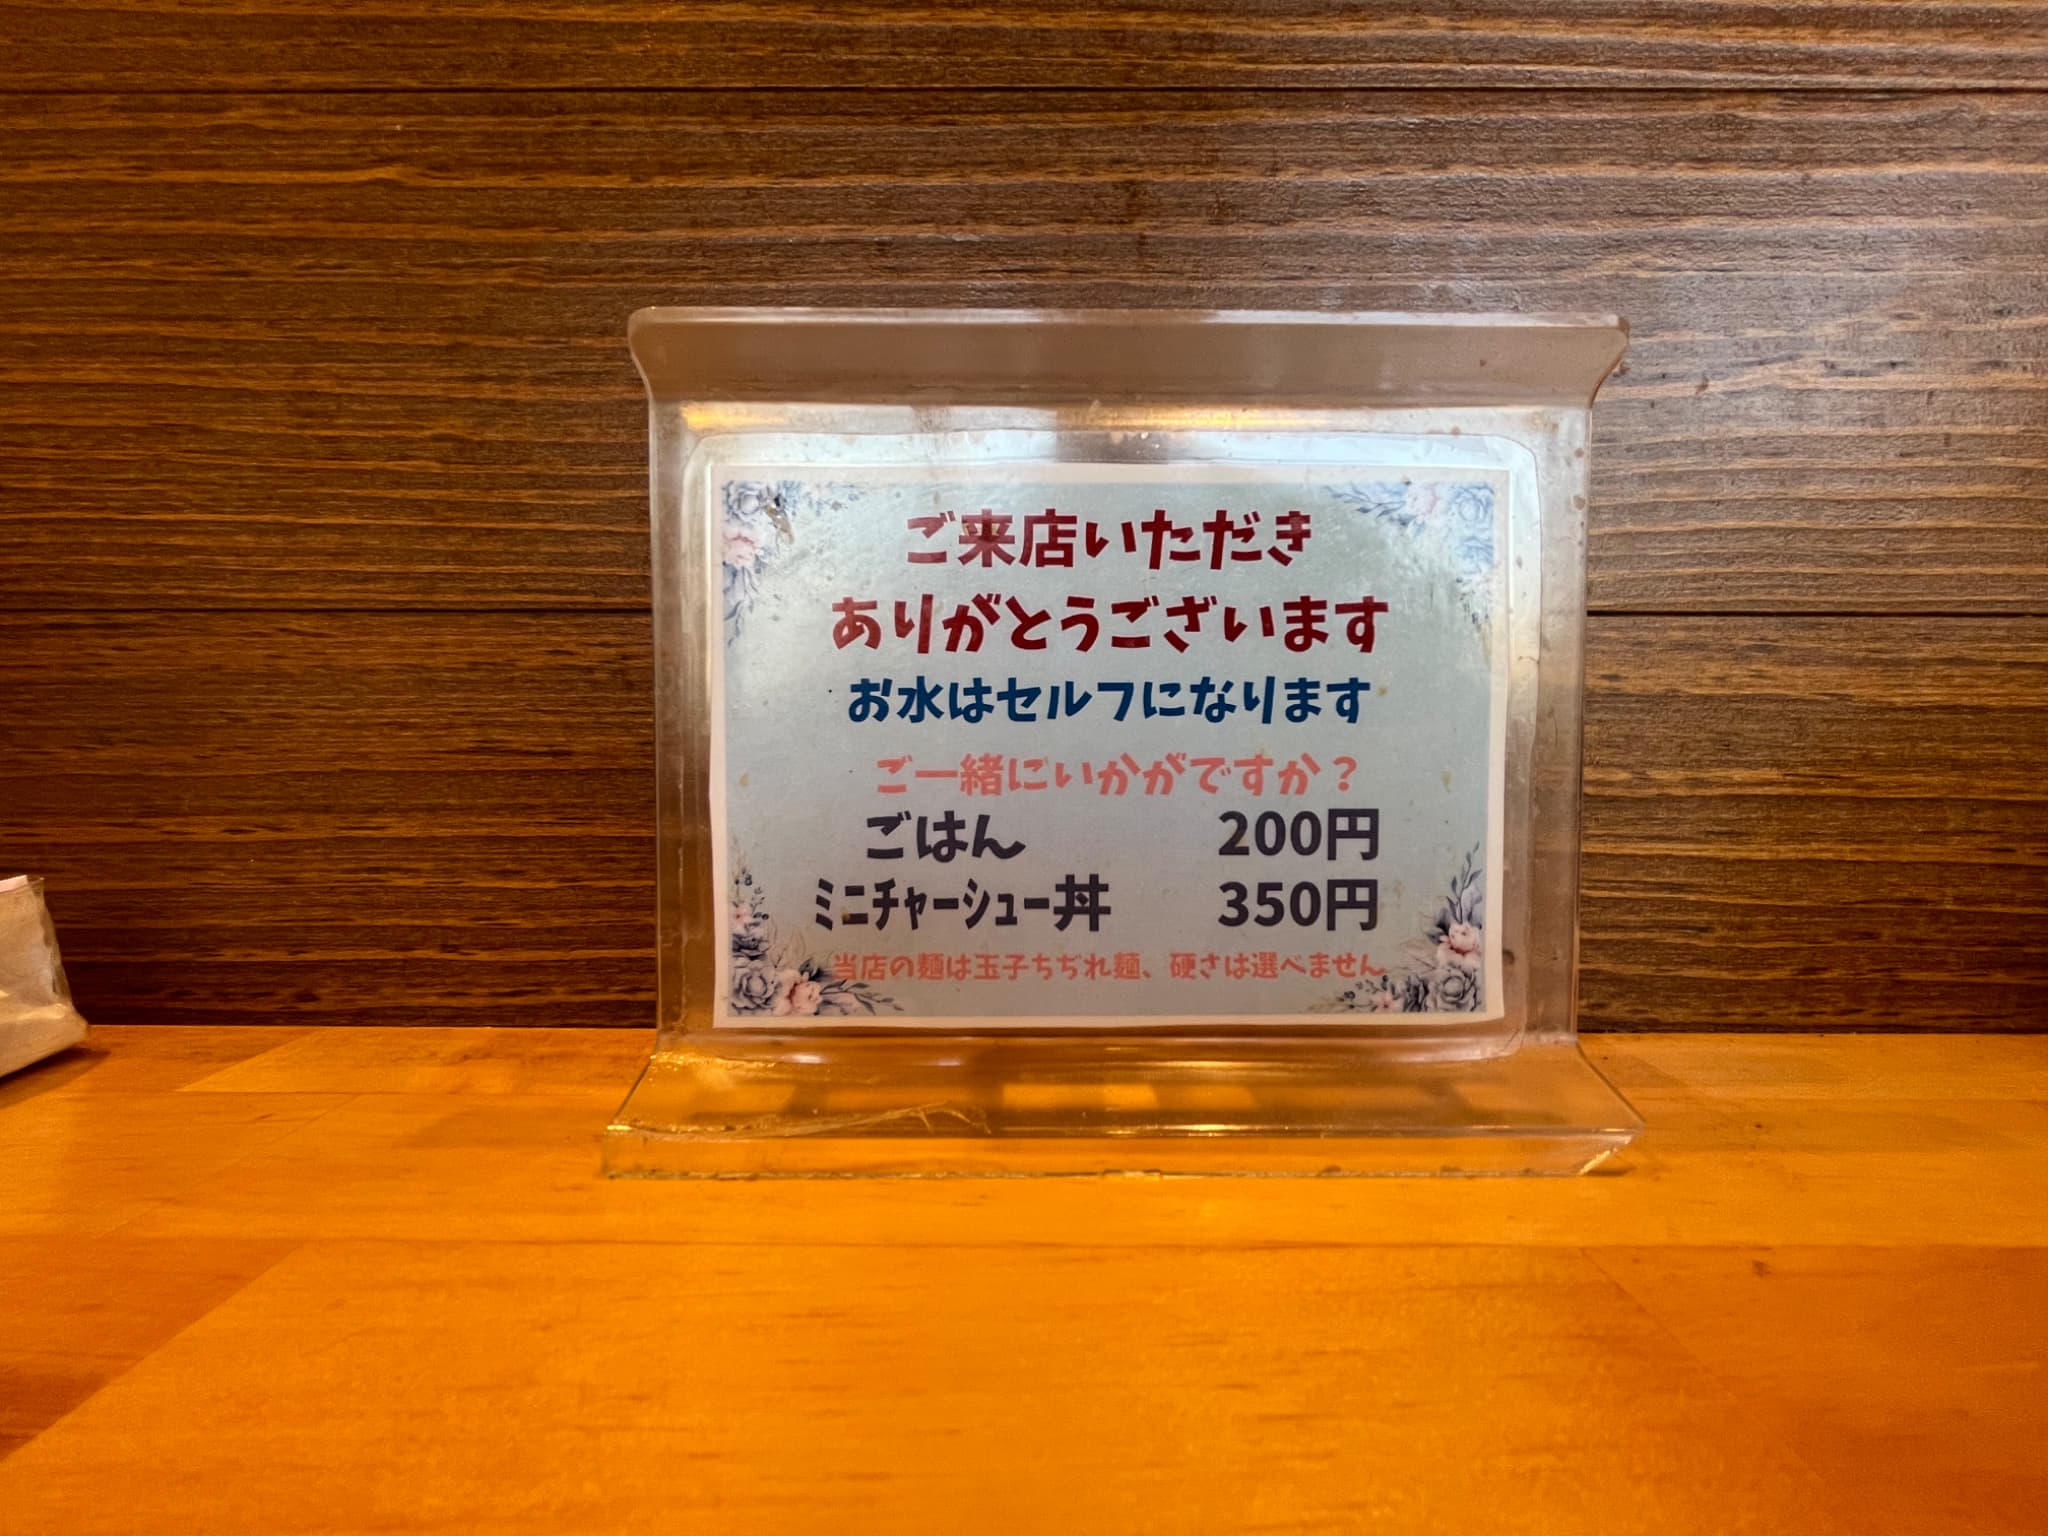 ご来店いただき
ありがとうございます
お水はセルフになります
ご一緒にいかがですか？
ごはん 200円
ミニチャーシュー丼 350円
当店の麺は玉子ちぢれ麺、硬さは選べません。